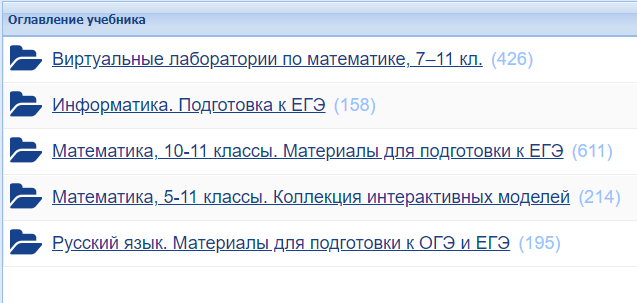 Оглавление учебника
Виртуальные лаборатории по математике, 7–11 кл. (426)
Информатика. Подготовка к ЕГЭ (158)
Математика, 10-11 классы. Материалы для подготовки к ЕГЭ (611)
Математика, 5-11 классы. Коллекция интерактивных моделей (214)
Русский язык. Материалы для подготовки к ОГЭ и ЕГЭ (195)